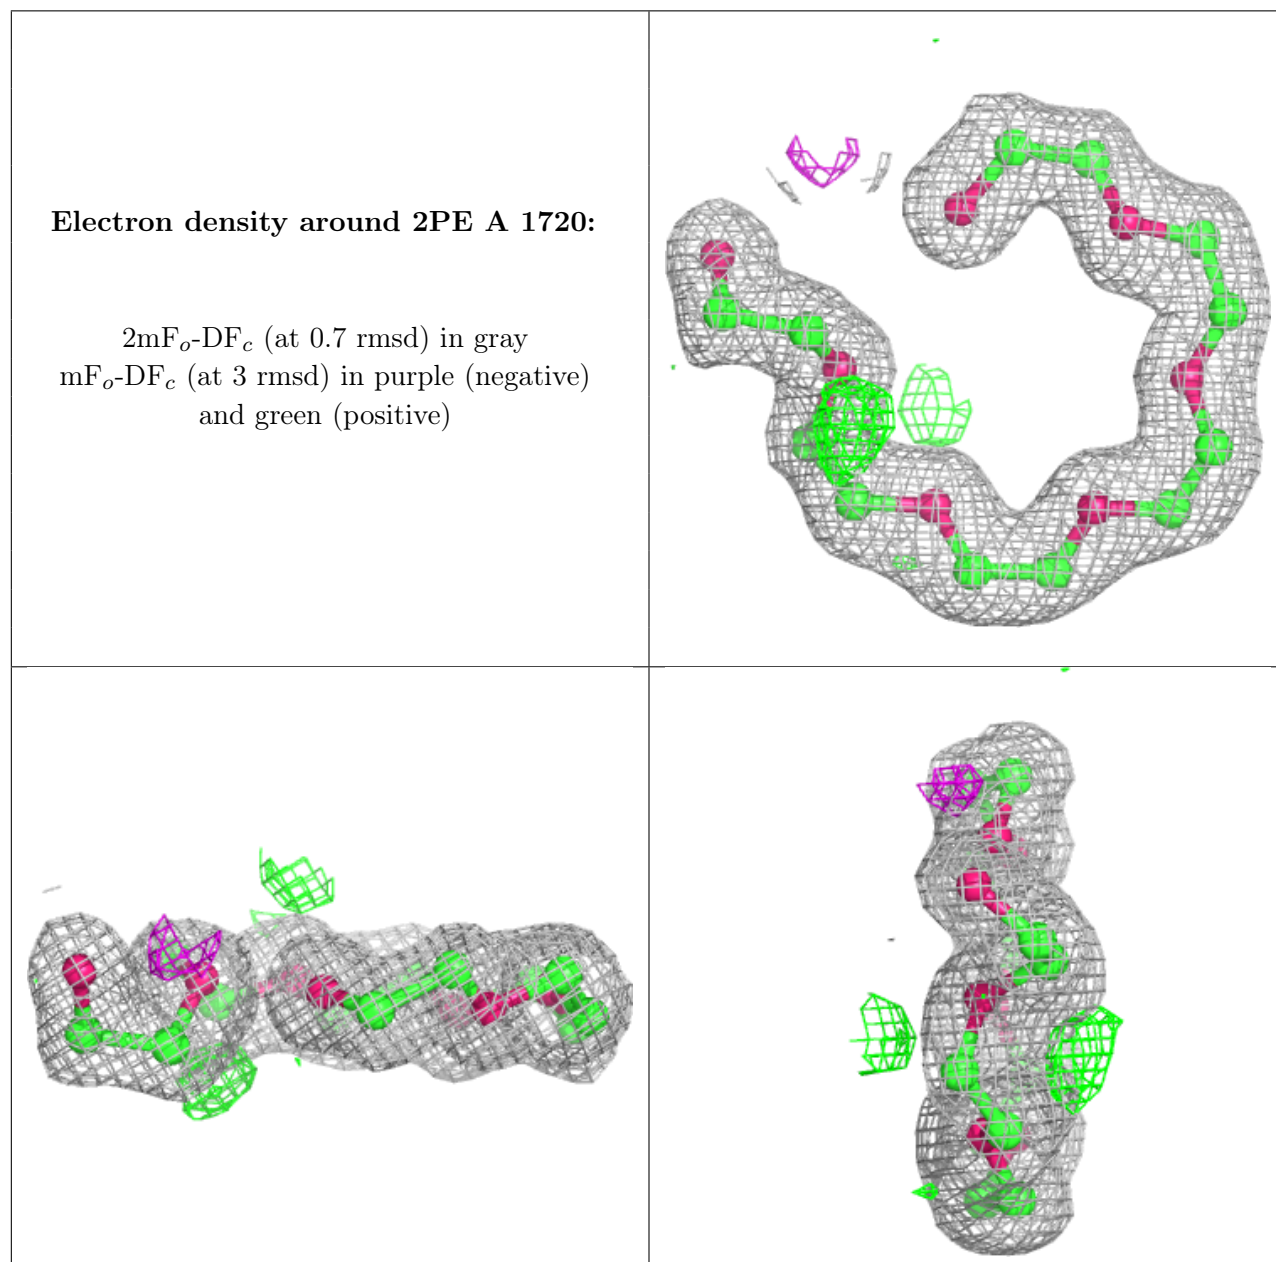 Electron density around 2PE A 1720:
2mFo-DFc (at 0.7 rmsd) in gray
mFo-DFc (at 3 rmsd) in purple (negative)
and green (positive)